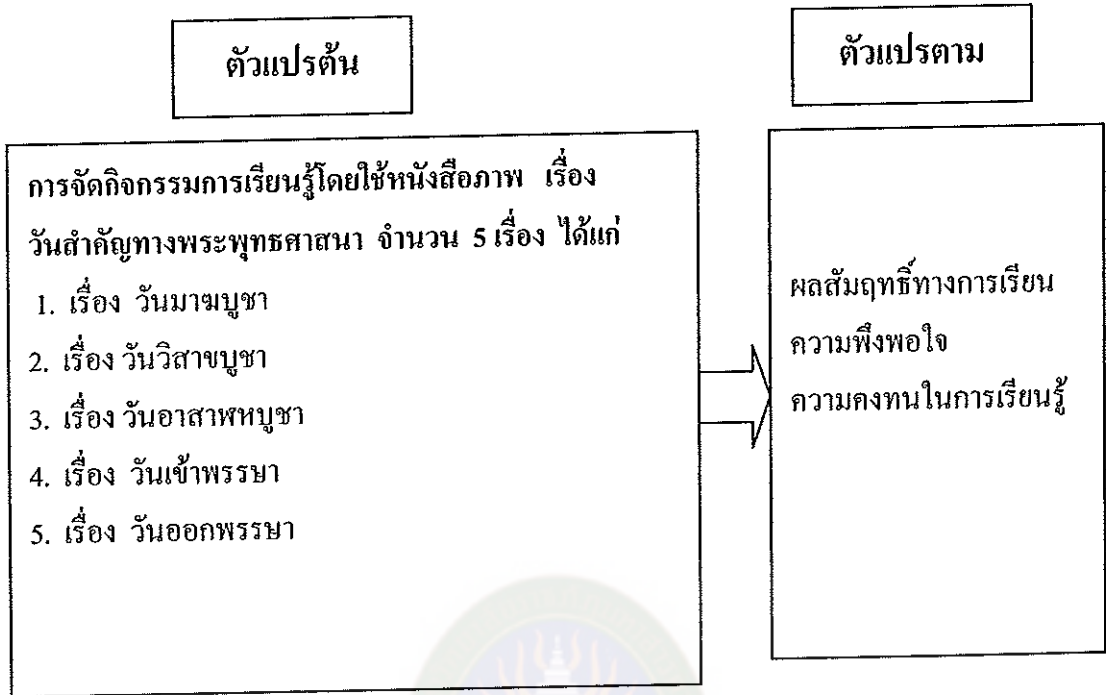 ตัวแปรต้น
ตัวแปรตาม
การจัดกิจกรรมการเรียนรู้โดยใช้หนังสือภาพ เรื่อง
วันสำคัญทางพระพุทธศาสนา จำนวน 5 เรื่อง ได้แก่
1. เรื่อง วันมาฆบูชา
2. เรื่อง วันวิสาขบูชา
3. เรื่อง วันอาสาฬหบูชา
4. เรื่อง วันเข้าพรรษา
5. เรื่อง วันออกพรรษา
ผลสัมฤทธิ์ทางการเรียน
ความพึงพอใจ
ความคงทนในการเรียนรู้